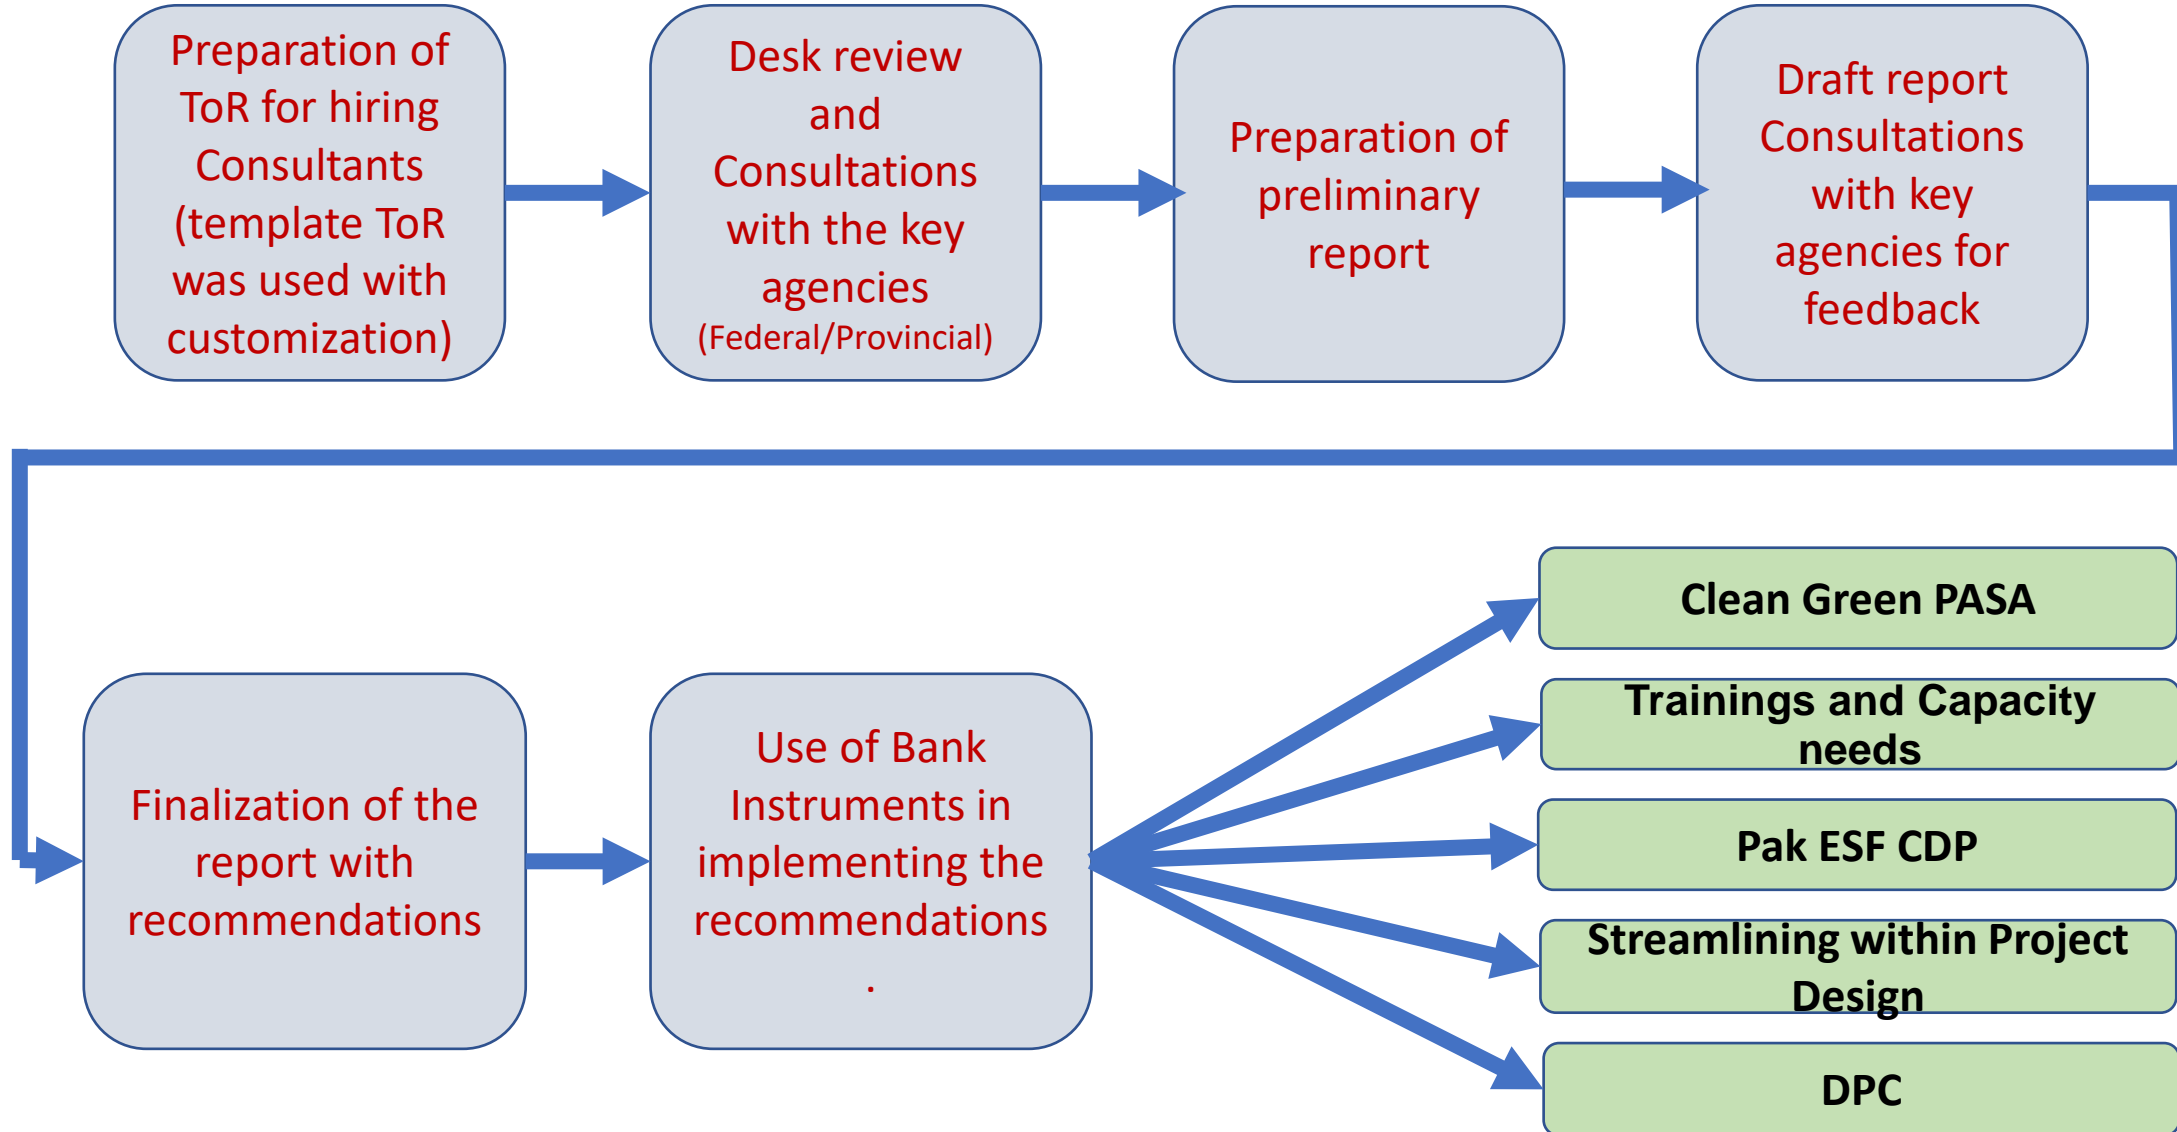 Preparation of
ToR for hiring
Consultants
(template ToR
was used with
customization)
Desk review
and
Consultations
with the key
agencies
(Federal/Provincial)
Preparation of
preliminary
report
Draft report
Consultations
with key
agencies for
feedback
Finalization of the
report with
recommendations
Use of Bank
Instruments in
implementing the
recommendations
.
Clean Green PASA
Trainings and Capacity
needs
Pak ESF CDP
Streamlining within Project
Design
DPC